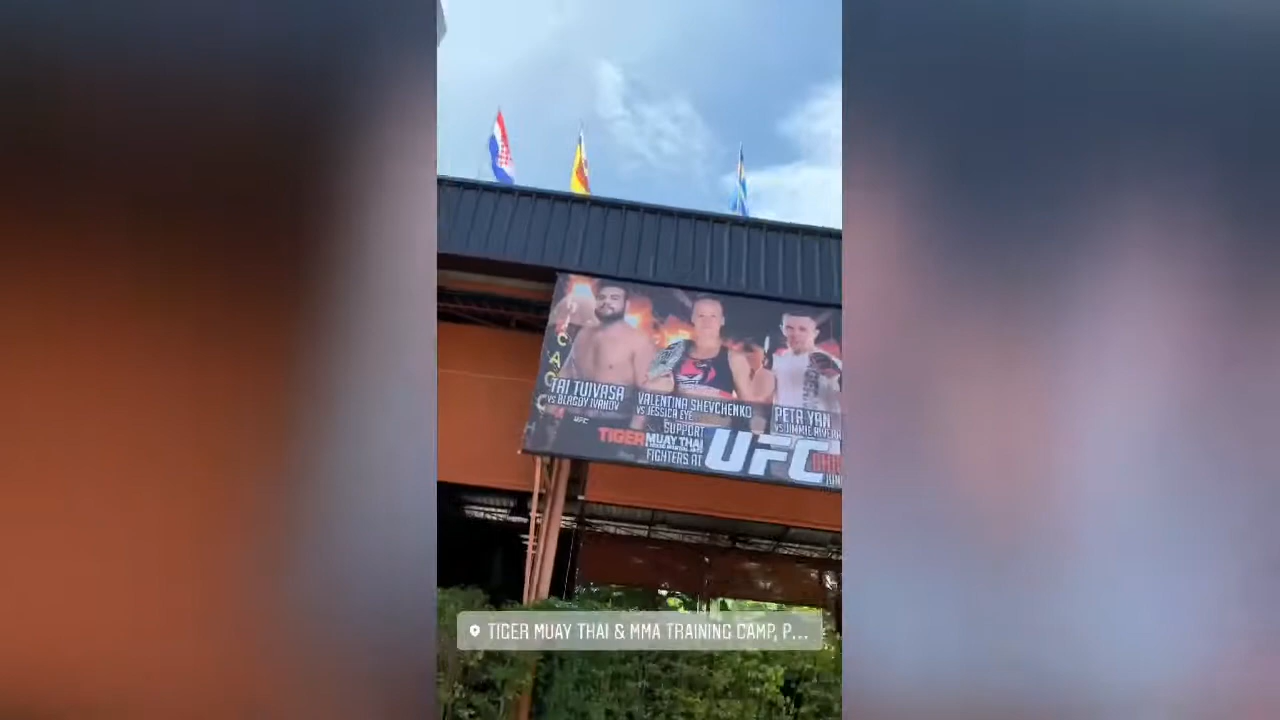 TAI TUIVASA
VS BLAGOY IVANOV
VALENTINA SHEVCHENKO
VS JESSICA EYE
PETR YAN
VS JIMMIE RIVERA
UFC
SUPPORT
TIGER MUAY THAI
FIGHTERS AT
UFC
TIGER MUAY THAI & MMA TRAINING CAMP, P...